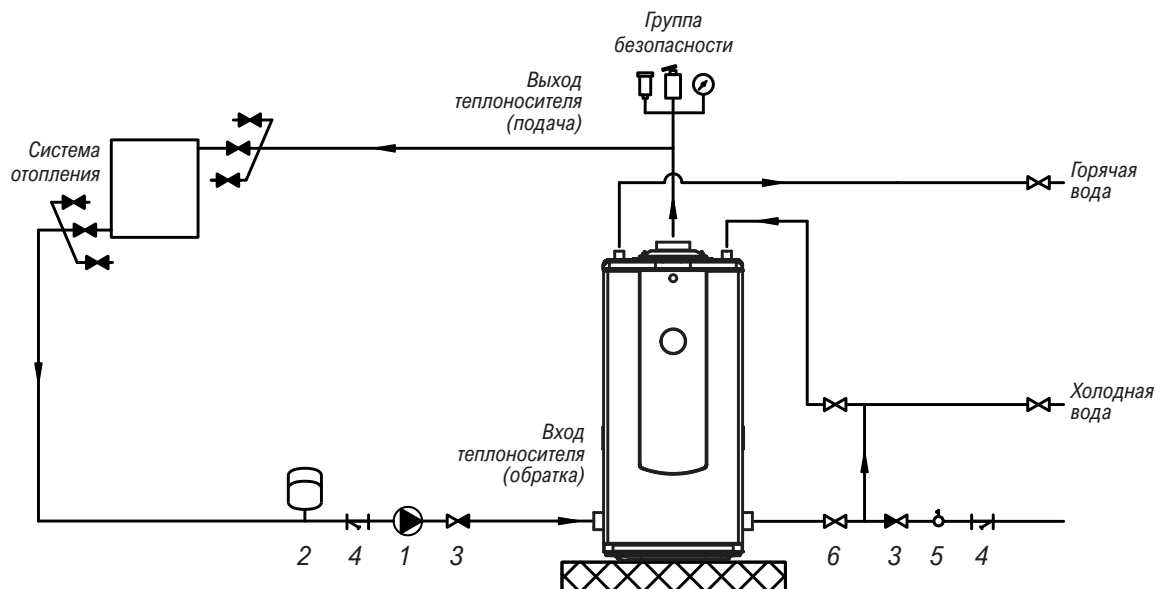 Группа
безопасности
Выход
теплоносителя
(подача)
Система
отопления
Горячая
вода
Холодная
вода
Вход
теплоносителя
(обратка)
2 4 1 3 6 3 5 4